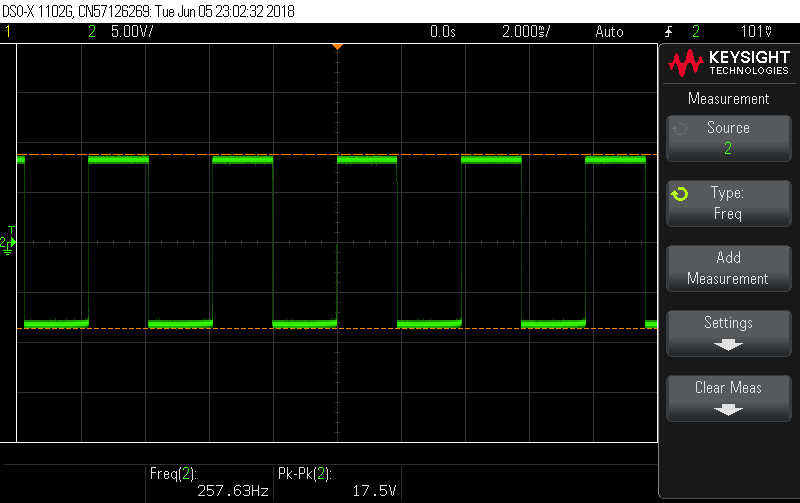 DSO-X 1102G, CN57126269: Tue Jun 05 23:02:32 2018
1 2 5.00V/ 0.0s 2.000ms/ Auto 2 101V
KEYSIGHT
TECHNOLOGIES
Measurement
Source
2
Type:
Freq
T
2
Add
Measurement
Settings
Clear Meas
Freq(2):
257.63Hz
Pk-Pk(2):
17.5V